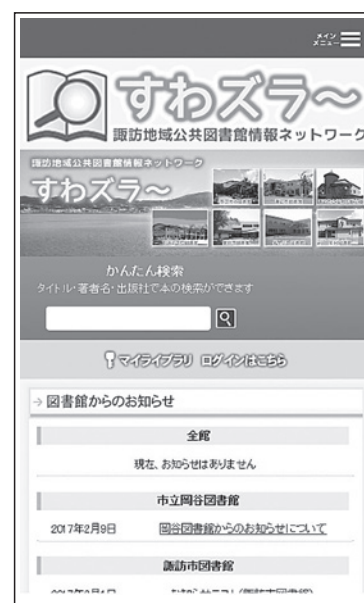 メイン
メニュー
すわズラ～
諏訪地域公共図書館情報ネットワーク
諏訪地域公共図書館情報ネットワーク
すわズラ～
かんたん検索
タイトル・著者名・出版社で本の検索ができます
マイライブラリ ログインはこちら
→ 図書館からのお知らせ
全館
現在、お知らせはありません
市立岡谷図書館
2017年2月9日 岡谷図書館からのお知らせについて
諏訪市図書館